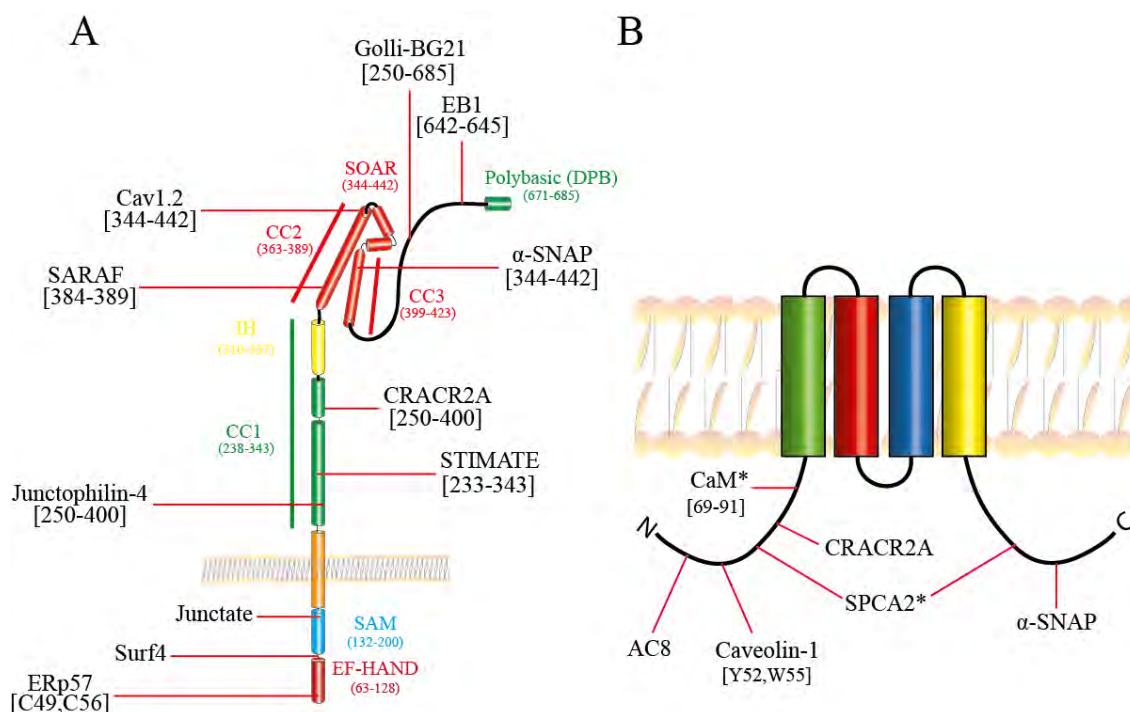 A
Golli-BG21
[250-685]
EB1
[642-645]
SOAR
(344-442)
Polybasic (DPB)
(671-685)
Cav1.2
[344-442]
CC2
(363-389)
SARAF
[384-389]
α-SNAP
[344-442]
CC3
(399-423)
IH
CRACR2A
[250-400]
CC1
(238-343)
STIMATE
[233-343]
Junctophilin-4
[250-400]
Junctate
SAM
(132-200)
Surf4
EF-HAND
(63-128)
ERp57
[C49,C56]
B
CaM*
[69-91]
N
C
CRACR2A
SPCA2*
AC8
Caveolin-1
[Y52,W55]
α-SNAP